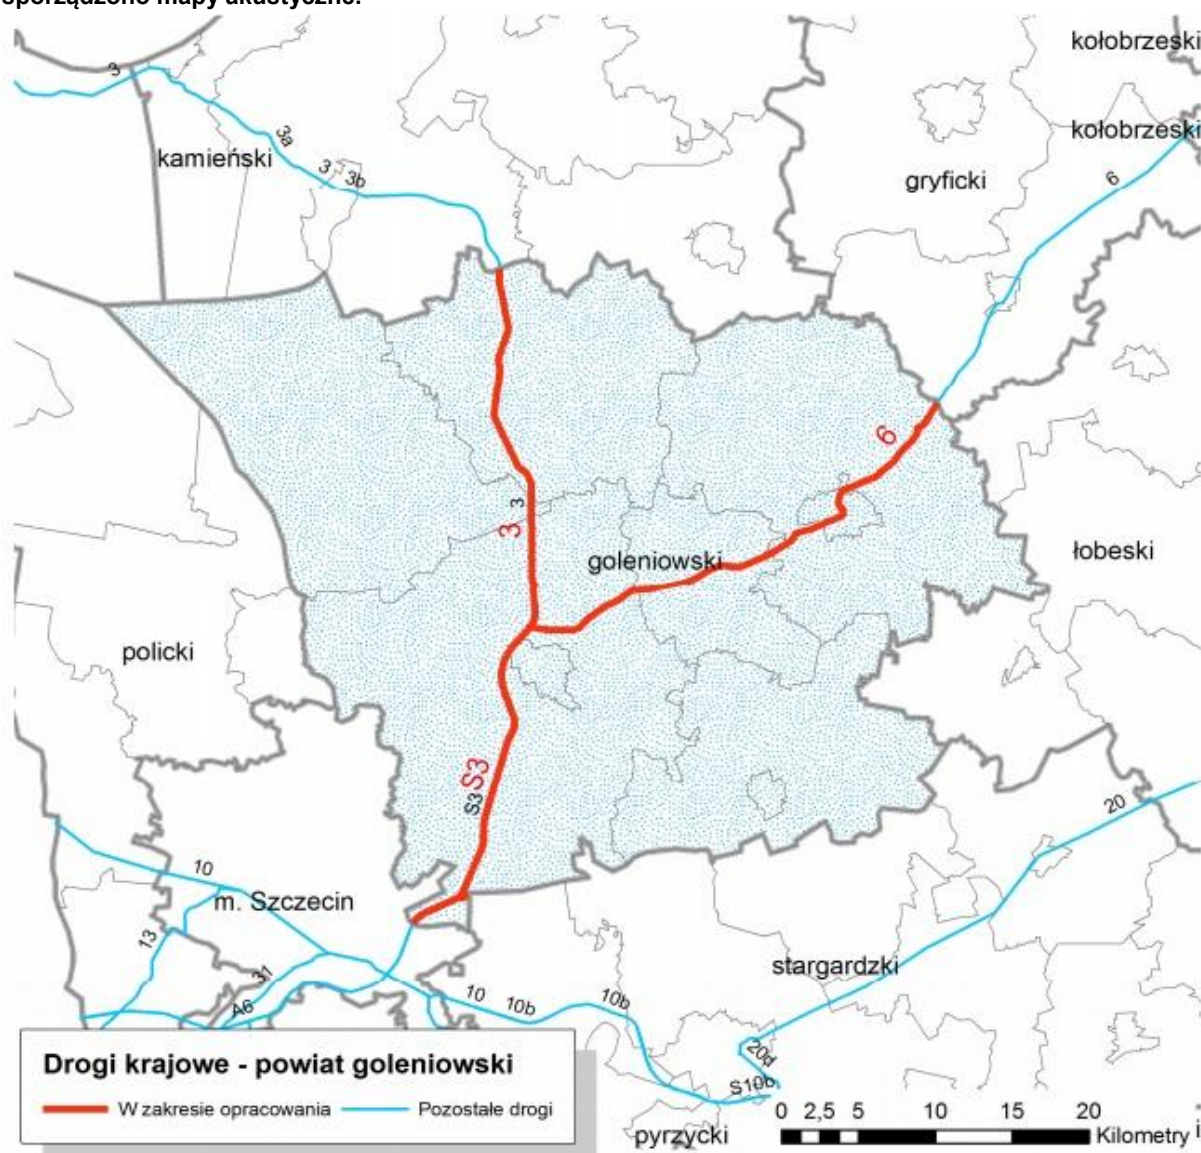 sporządzono mapy akustyczne.
kołobrzeski
3
3a
kołobrzeski
kamieński
3
3b
gryficki
6
6
3
3
goleniowski
łobeski
policki
S3
S3
20
10
m. Szczecin
13
31
stargardzki
A6
10
10b
10b
20d
S10b
Drogi krajowe - powiat goleniowski
W zakresie opracowania
Pozostałe drogi
0 2,5 5 10 15 20
Kilometry
pyrzycki